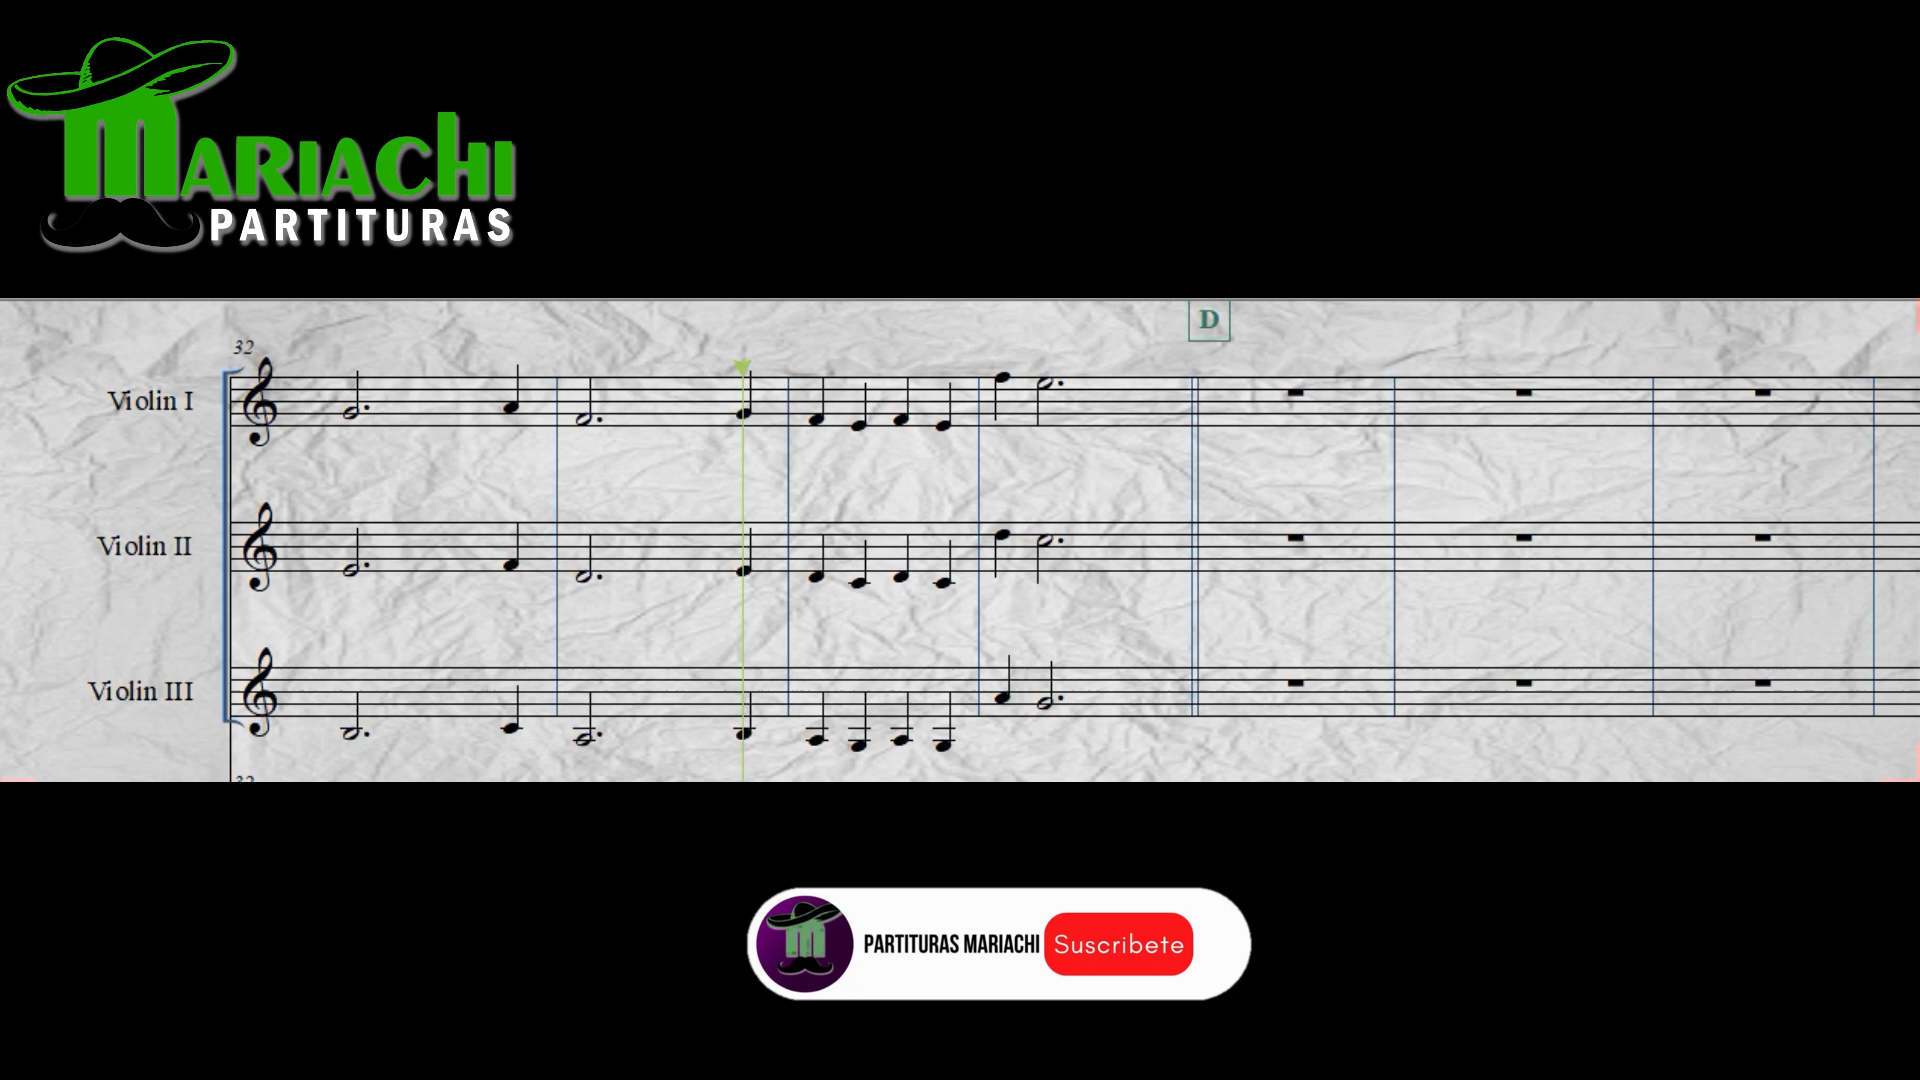 MARIACHI
PARTITURAS
D
32
Violin I
Violin II
Violin III
PARTITURAS MARIACHI Suscribete